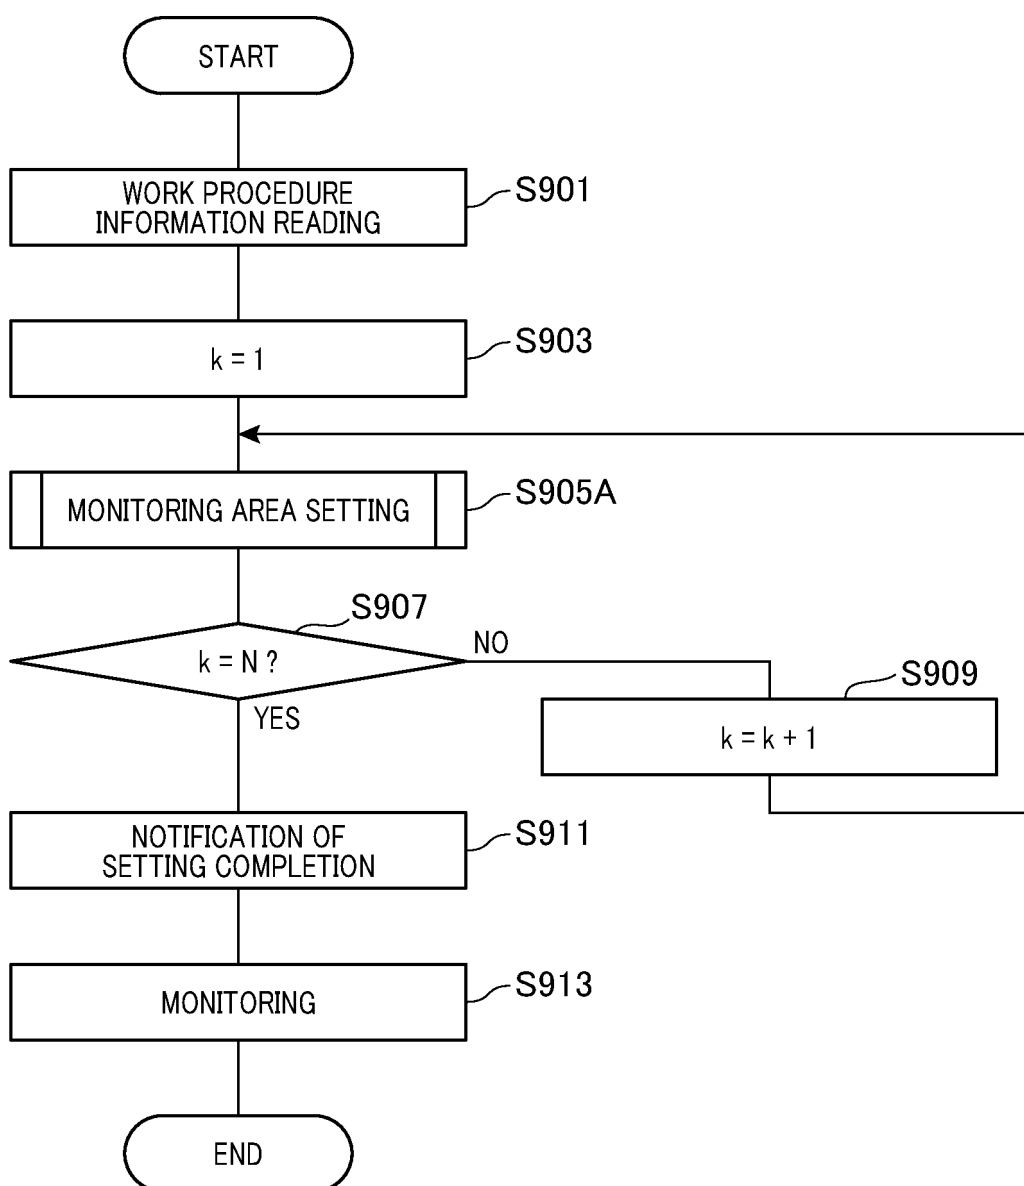 START
WORK PROCEDURE
INFORMATION READING
S901
k = 1
S903
MONITORING AREA SETTING
S905A
S907
k = N ?
NO
YES
S909
k = k + 1
NOTIFICATION OF
SETTING COMPLETION
S911
MONITORING
S913
END